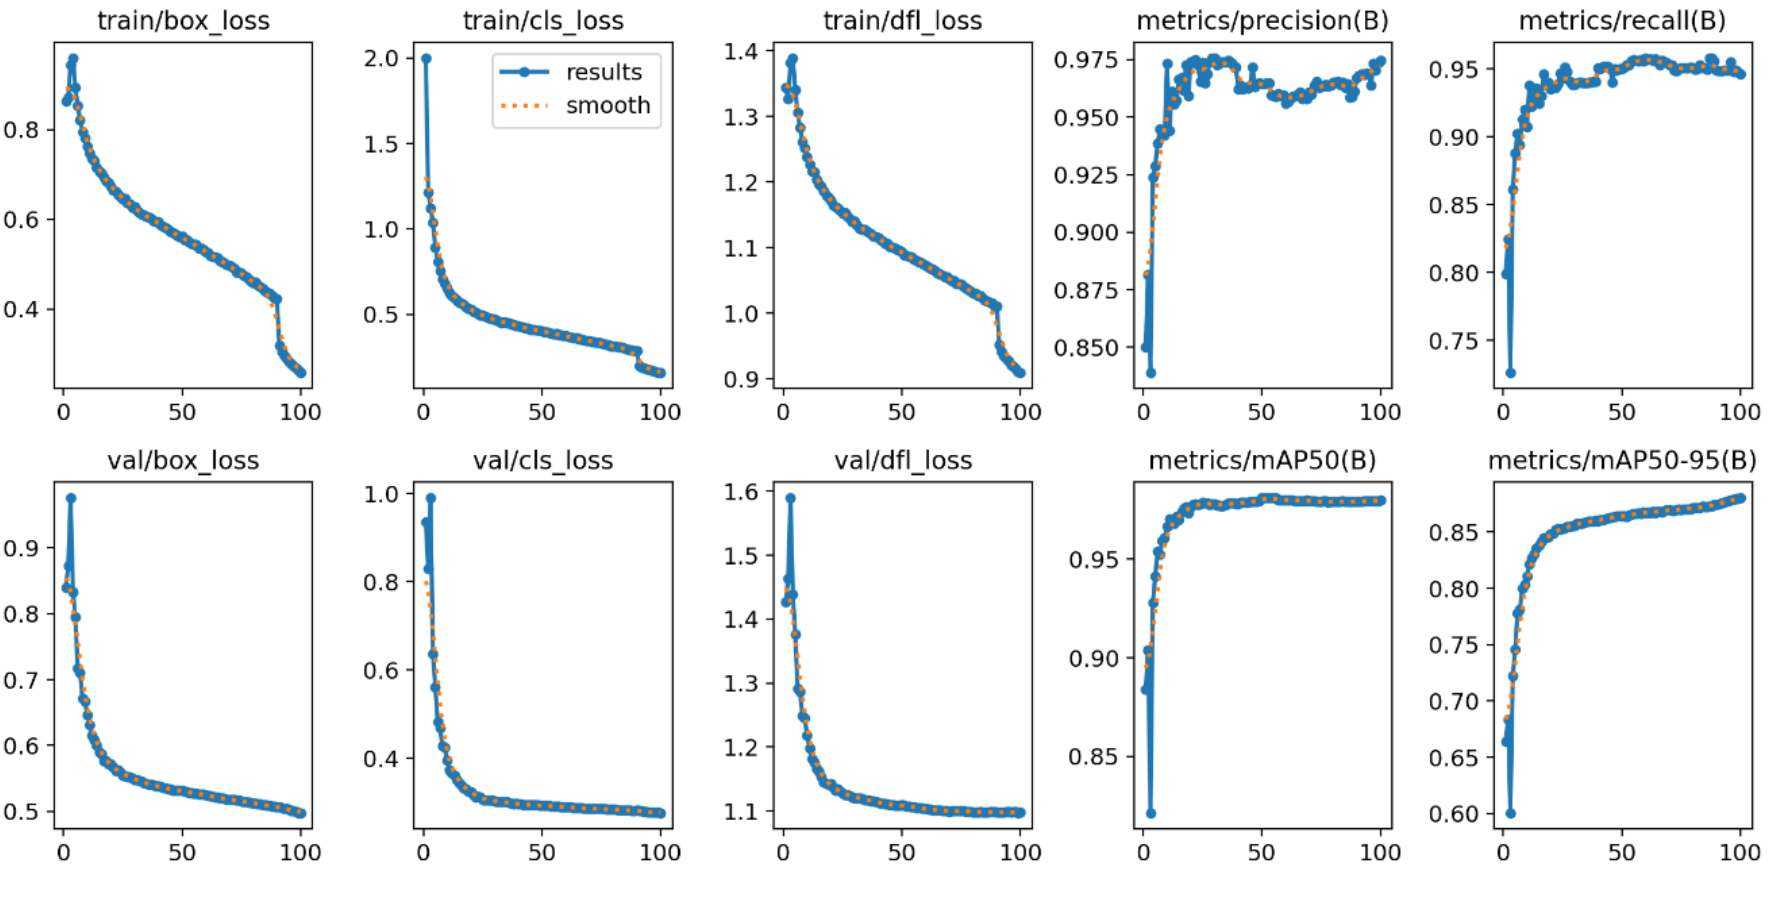 train/box_loss
train/cls_loss
train/dfl_loss
metrics/precision(B)
metrics/recall(B)
0.8
0.6
0.4
0 50 100
2.0
1.5
1.0
0.5
results
smooth
0 50 100
1.4
1.3
1.2
1.1
1.0
0.9
0 50 100
0.975
0.950
0.925
0.900
0.875
0.850
0 50 100
0.95
0.90
0.85
0.80
0.75
0 50 100
val/box_loss
val/cls_loss
val/dfl_loss
metrics/mAP50(B)
metrics/mAP50-95(B)
0.9
0.8
0.7
0.6
0.5
0 50 100
1.0
0.8
0.6
0.4
0 50 100
1.6
1.5
1.4
1.3
1.2
1.1
0 50 100
0.95
0.90
0.85
0 50 100
0.85
0.80
0.75
0.70
0.65
0.60
0 50 100